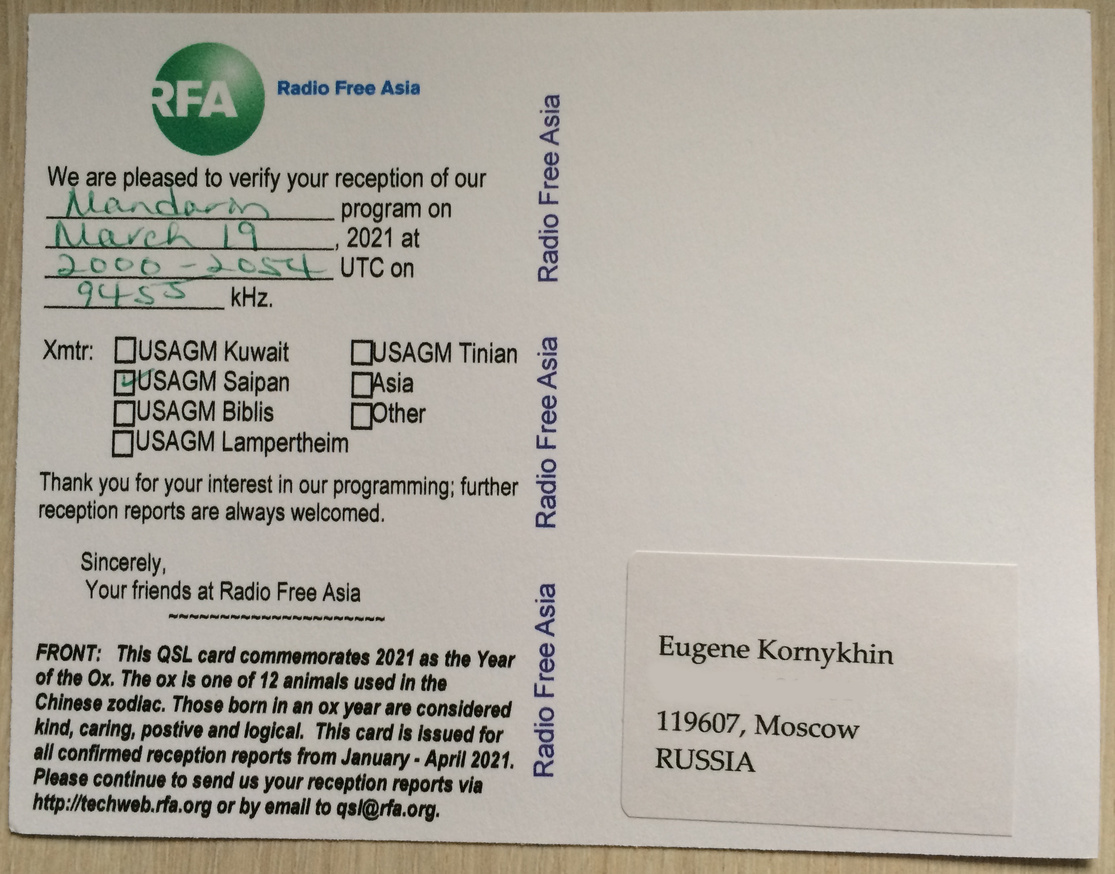 RFA
Radio Free Asia
We are pleased to verify your reception of our
Mandarin program on
March 19, 2021 at
2000-2054 UTC on
9455 kHz.
Xmtr: USAGM Kuwait USAGM Tinian
USAGM Saipan Asia
USAGM Biblis Other
USAGM Lampertheim
Thank you for your interest in our programming; further
reception reports are always welcomed.
Sincerely,
Your friends at Radio Free Asia
~~~~~~~~~~~~~~~~~~~~
FRONT: This QSL card commemorates 2021 as the Year
of the Ox. The ox is one of 12 animals used in the
Chinese zodiac. Those born in an ox year are considered
kind, caring, postive and logical. This card is issued for
all confirmed reception reports from January - April 2021.
Please continue to send us your reception reports via
http://techweb.rfa.org or by email to qsl@rfa.org.
Radio Free Asia
Radio Free Asia
Radio Free Asia
Eugene Kornykhin
119607, Moscow
RUSSIA